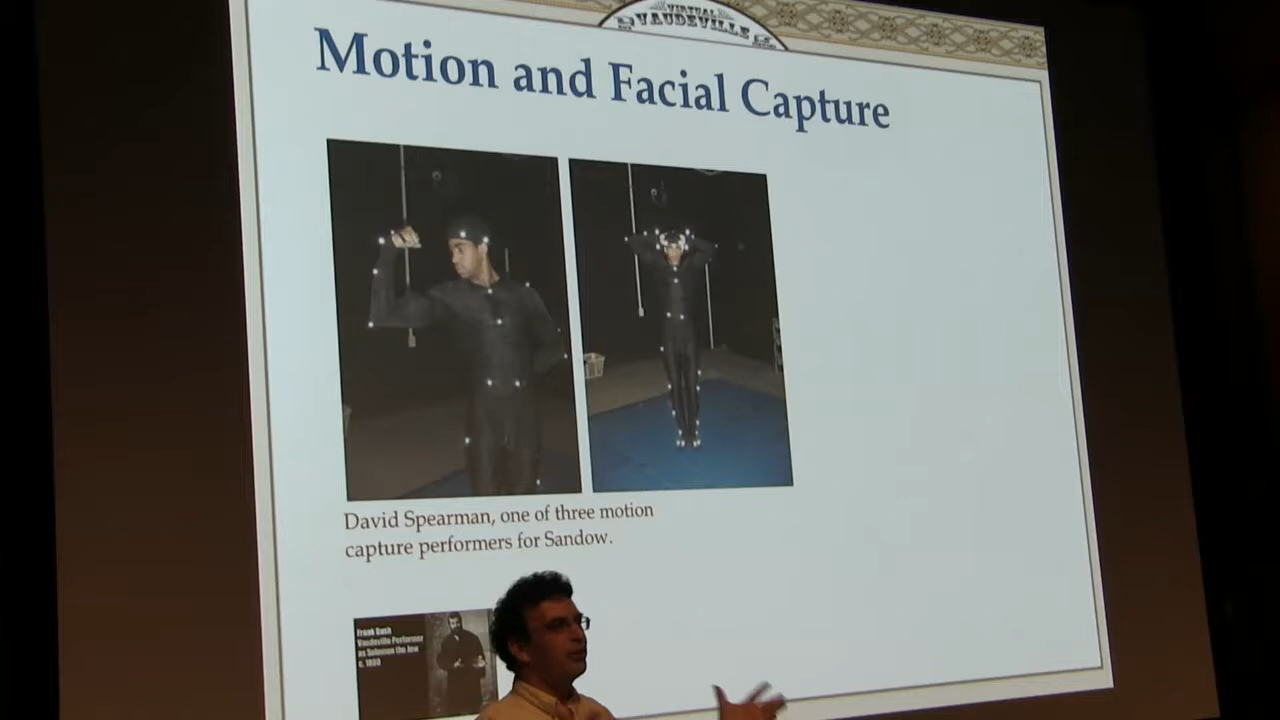 VIRTUAL
VAUDEVILLE
Motion and Facial Capture
David Spearman, one of three motion
capture performers for Sandow.
Frank Bush
Vaudeville Performer
as Solomon the Jew
c. 1890